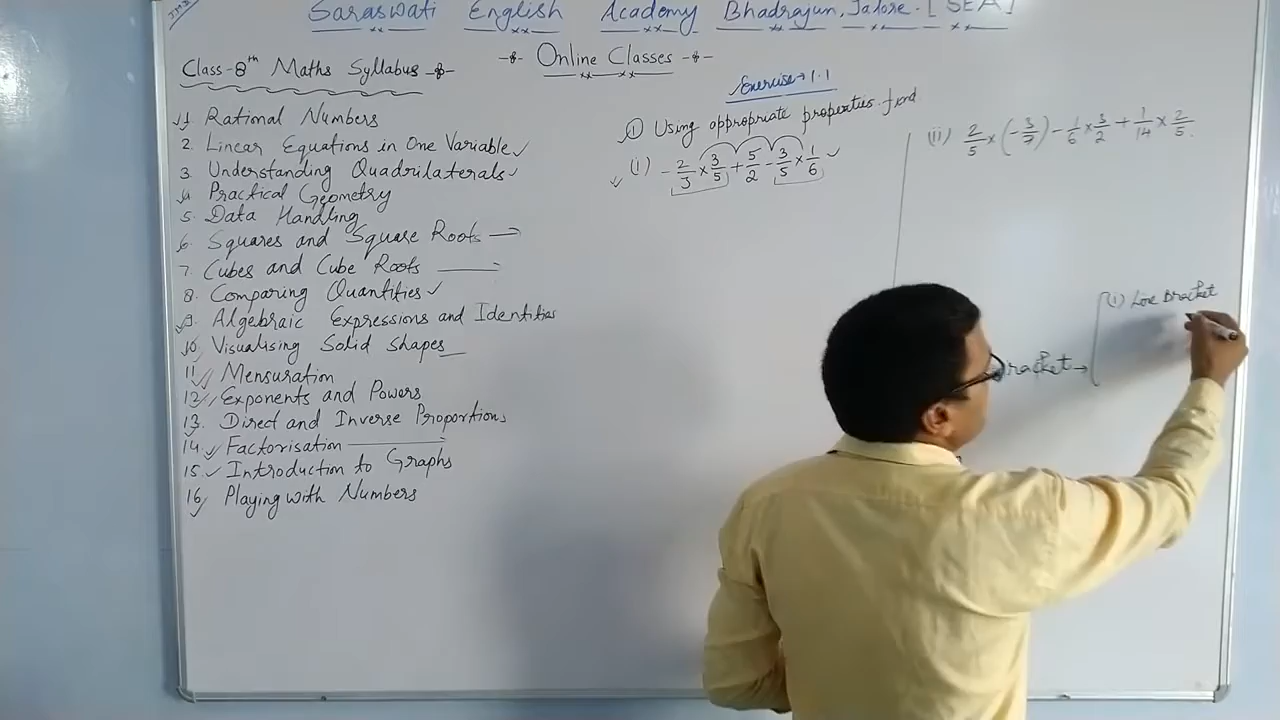 Saraswati English Academy Bhadrajun, Jalore. [SEA]
Online Classes
Class-8th Maths Syllabus
1. Rational Numbers
2. Linear Equations in One Variable
3. Understanding Quadrilaterals
4. Practical Geometry
5. Data Handling
6. Squares and Square Roots
7. Cubes and Cube Roots
8. Comparing Quantities
9. Algebraic Expressions and Identities
10. Visualising Solid Shapes
11. Mensuration
12. Exponents and Powers
13. Direct and Inverse Proportions
14. Factorisation
15. Introduction to Graphs
16. Playing with Numbers
Exercise → 1.1
① Using appropriate properties find
(i) -2/3 × 3/5 + 5/2 - 3/5 × 1/6
(ii) 2/5 × (-3/7) - 1/6 × 3/2 + 1/14 × 2/5.
racket →
(1) Line Bracket